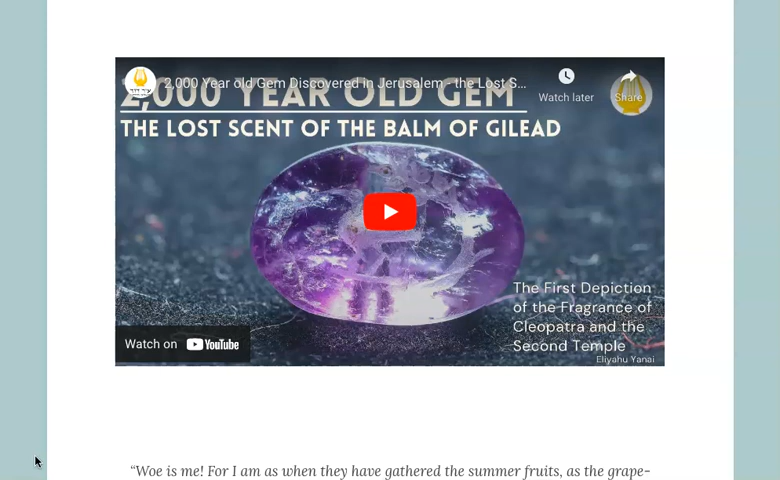 2,000 Year old Gem Discovered in Jerusalem - the Lost S...
Watch later
Share
2,000 YEAR OLD GEM
THE LOST SCENT OF THE BALM OF GILEAD
The First Depiction
of the Fragrance of
Cleopatra and the
Second Temple
Eliyahu Yanai
Watch on YouTube
“Woe is me! For I am as when they have gathered the summer fruits, as the grape-